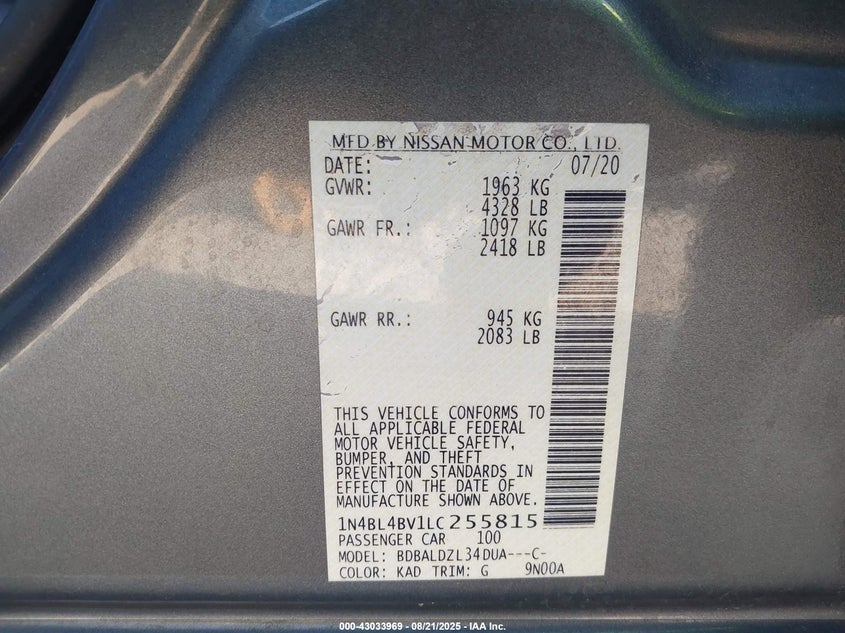 MFD BY NISSAN MOTOR CO., LTD.
DATE: 07/20
GVWR: 1963 KG
4328 LB
GAWR FR.: 1097 KG
2418 LB
GAWR RR.: 945 KG
2083 LB
THIS VEHICLE CONFORMS TO
ALL APPLICABLE FEDERAL
MOTOR VEHICLE SAFETY,
BUMPER, AND THEFT
PREVENTION STANDARDS IN
EFFECT ON THE DATE OF
MANUFACTURE SHOWN ABOVE.
1N4BL4BV1LC255815
PASSENGER CAR 100
MODEL: BDBALDZL34DUA---C-
COLOR: KAD TRIM: G 9N00A
000-43033969 - 08/21/2025 - IAA Inc.